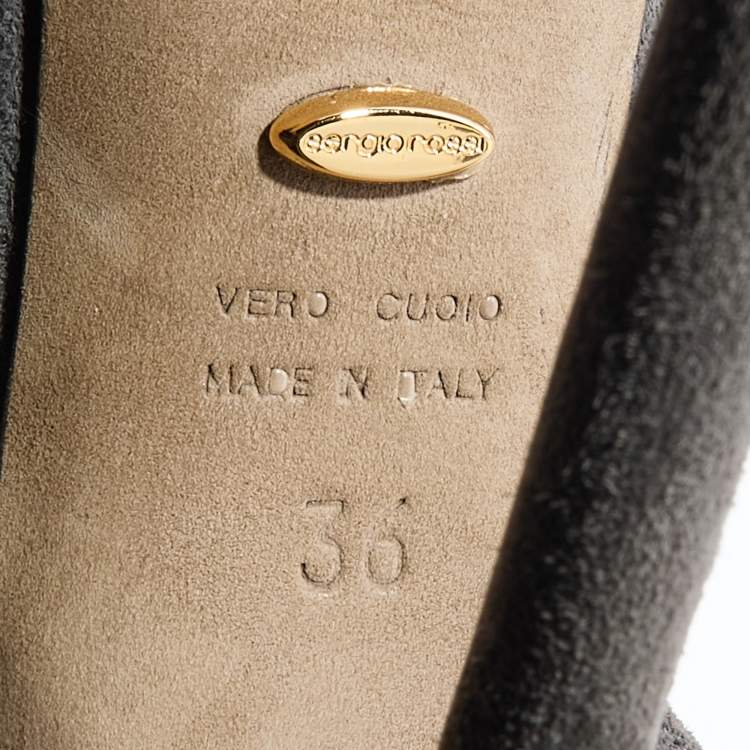 sergio rossi
VERO CUOIO
MADE IN ITALY
36